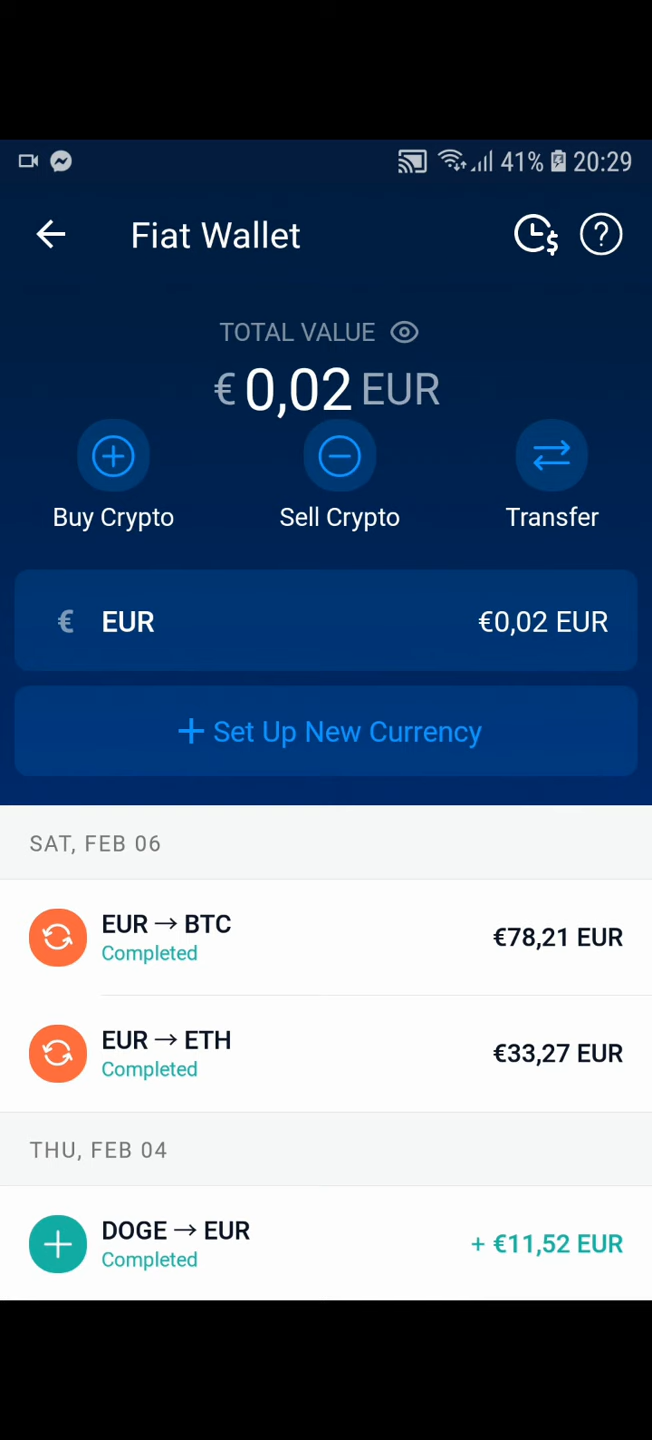 41% 20:29
Fiat Wallet
TOTAL VALUE
€ 0,02 EUR
Buy Crypto Sell Crypto Transfer
€ EUR €0,02 EUR
+ Set Up New Currency
SAT, FEB 06
EUR → BTC
Completed
€78,21 EUR
EUR → ETH
Completed
€33,27 EUR
THU, FEB 04
DOGE → EUR
Completed
+ €11,52 EUR